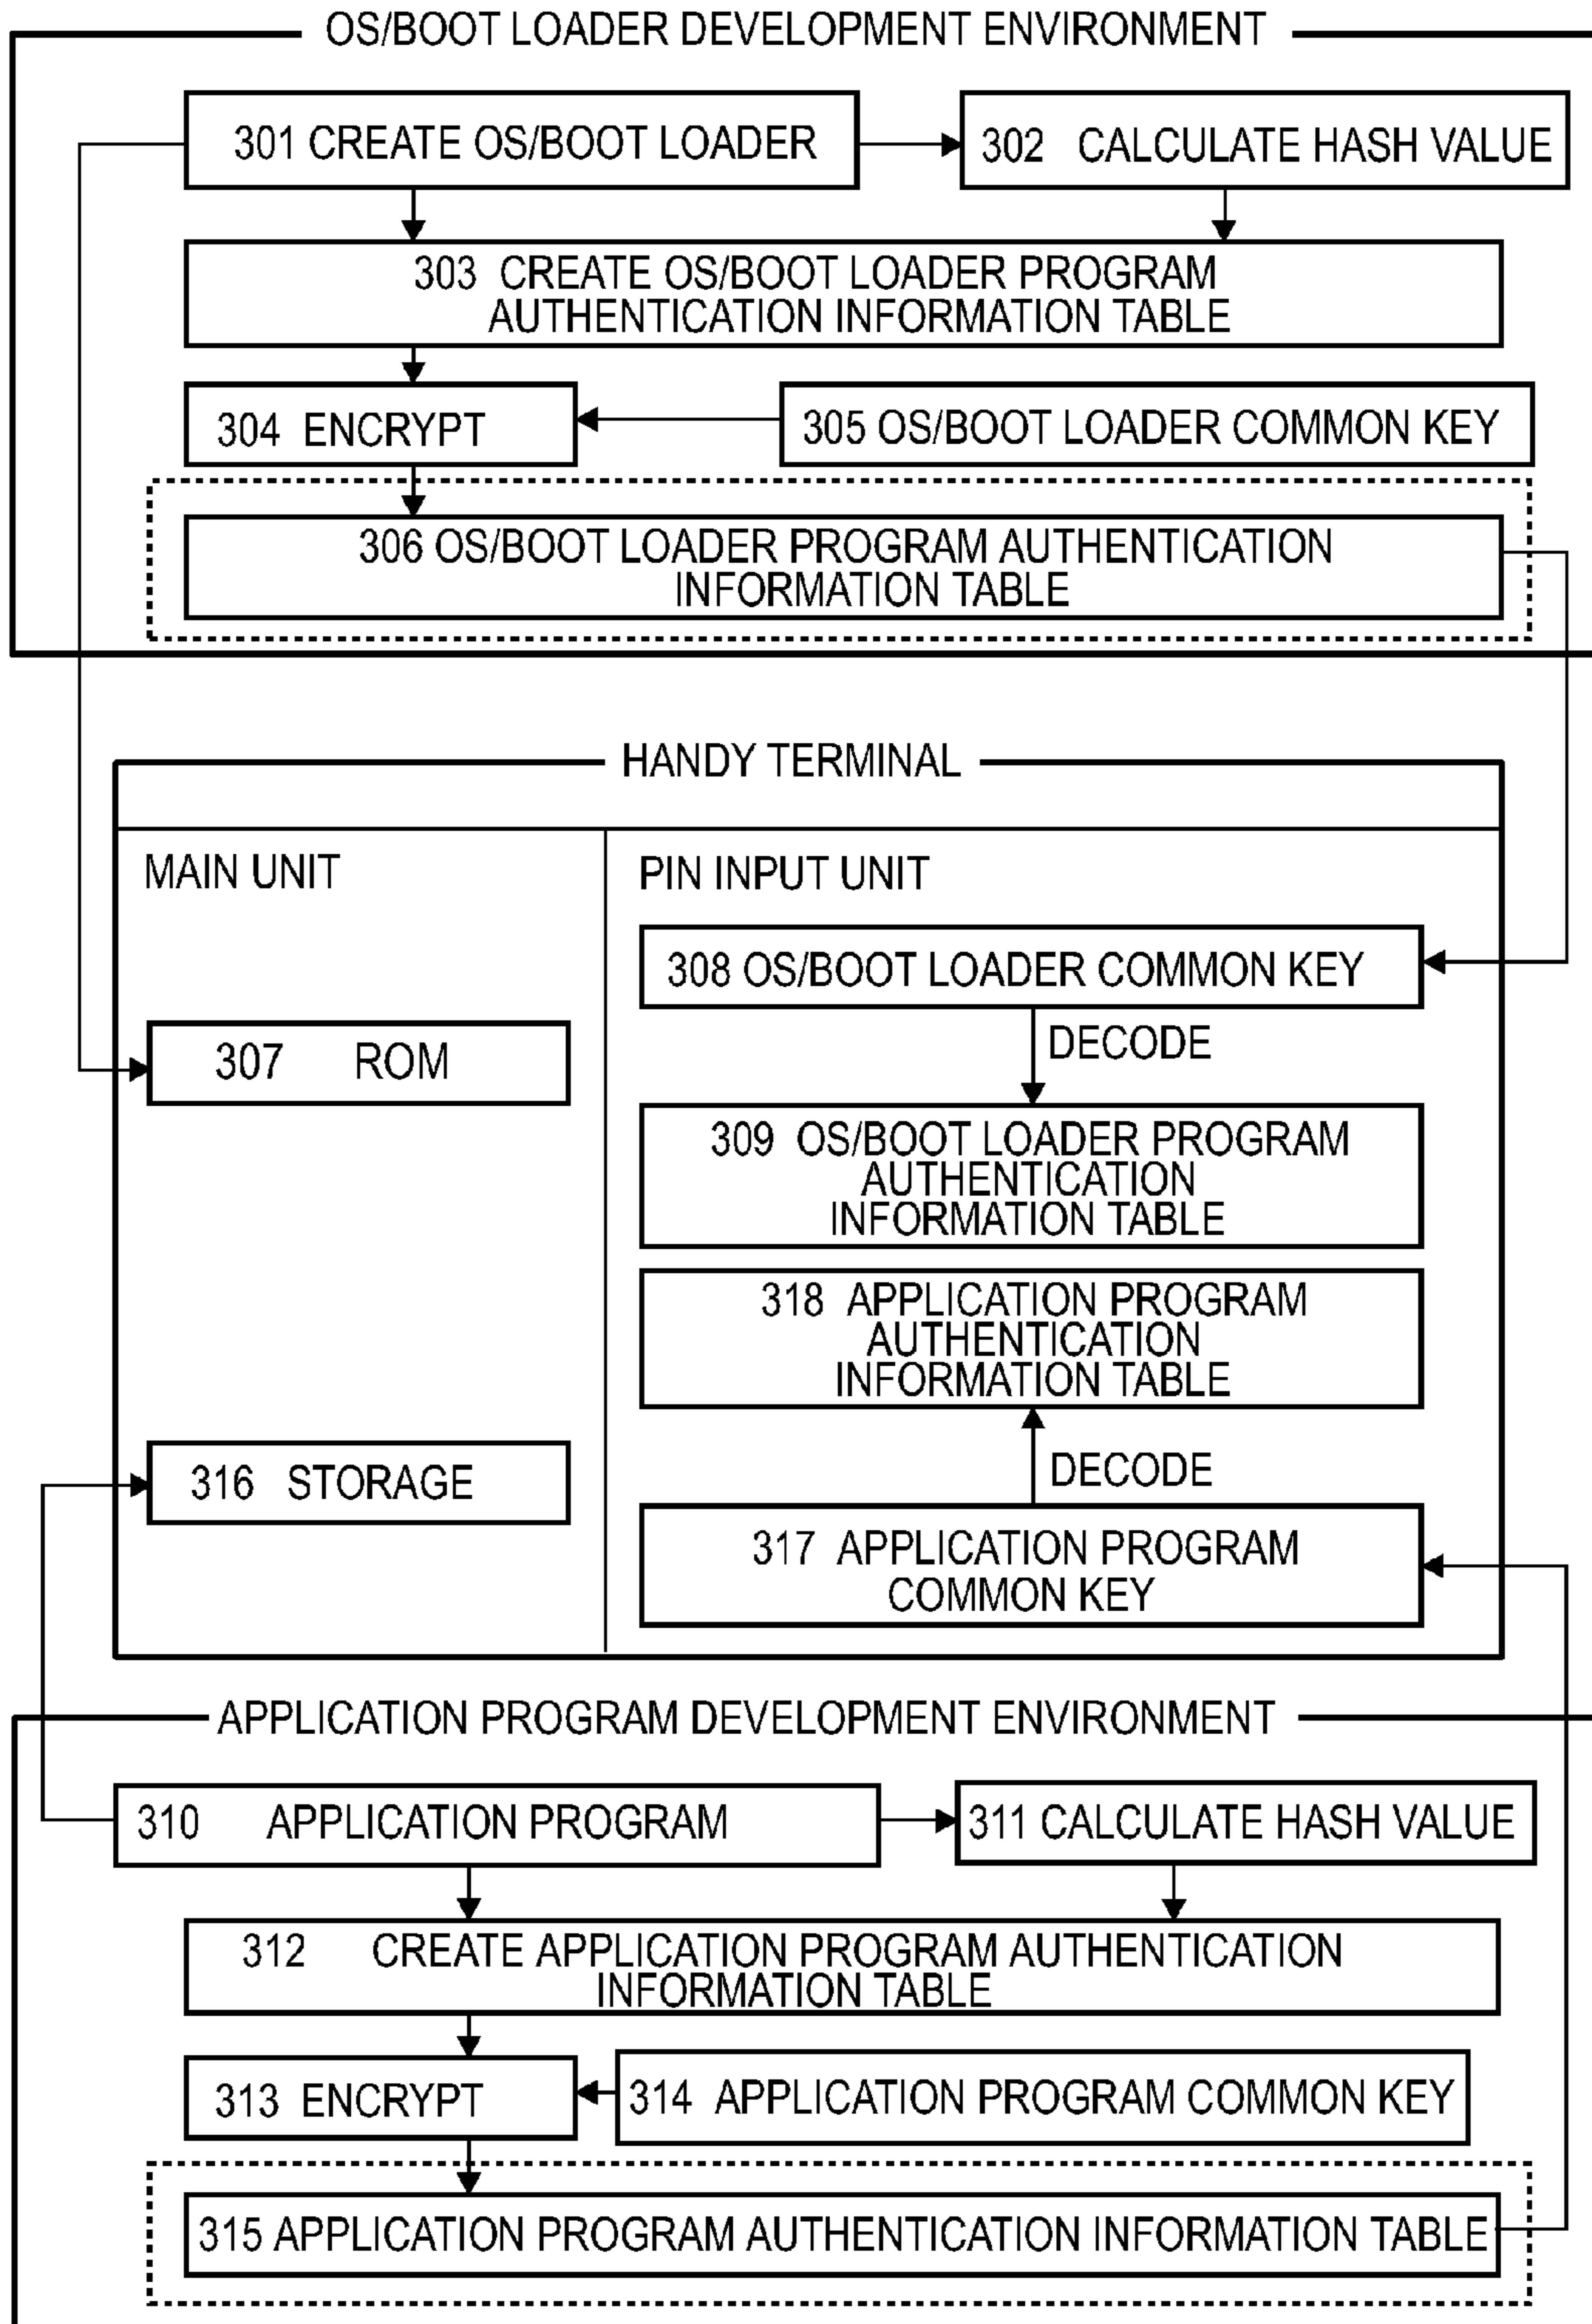 OS/BOOT LOADER DEVELOPMENT ENVIRONMENT
301 CREATE OS/BOOT LOADER
302 CALCULATE HASH VALUE
303 CREATE OS/BOOT LOADER PROGRAM
AUTHENTICATION INFORMATION TABLE
304 ENCRYPT
305 OS/BOOT LOADER COMMON KEY
306 OS/BOOT LOADER PROGRAM AUTHENTICATION
INFORMATION TABLE
HANDY TERMINAL
MAIN UNIT
PIN INPUT UNIT
308 OS/BOOT LOADER COMMON KEY
DECODE
307 ROM
309 OS/BOOT LOADER PROGRAM
AUTHENTICATION
INFORMATION TABLE
318 APPLICATION PROGRAM
AUTHENTICATION
INFORMATION TABLE
316 STORAGE
DECODE
317 APPLICATION PROGRAM
COMMON KEY
APPLICATION PROGRAM DEVELOPMENT ENVIRONMENT
310 APPLICATION PROGRAM
311 CALCULATE HASH VALUE
312 CREATE APPLICATION PROGRAM AUTHENTICATION
INFORMATION TABLE
313 ENCRYPT
314 APPLICATION PROGRAM COMMON KEY
315 APPLICATION PROGRAM AUTHENTICATION INFORMATION TABLE